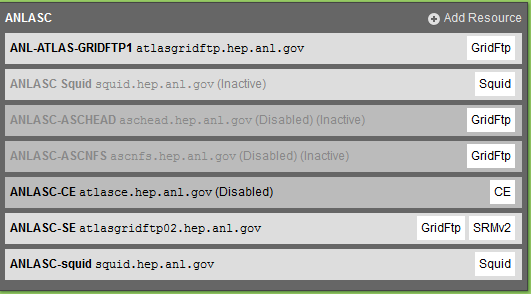 ANLASC Add Resource
ANL-ATLAS-GRIDFTP1 atlasgridftp.hep.anl.gov GridFtp
ANLASC Squid squid.hep.anl.gov (Inactive) Squid
ANLASC-ASCHEAD aschead.hep.anl.gov (Disabled) (Inactive) GridFtp
ANLASC-ASCNFS ascnfs.hep.anl.gov (Disabled) (Inactive) GridFtp
ANLASC-CE atlasce.hep.anl.gov (Disabled) CE
ANLASC-SE atlasgridftp02.hep.anl.gov GridFtp SRMv2
ANLASC-squid squid.hep.anl.gov Squid